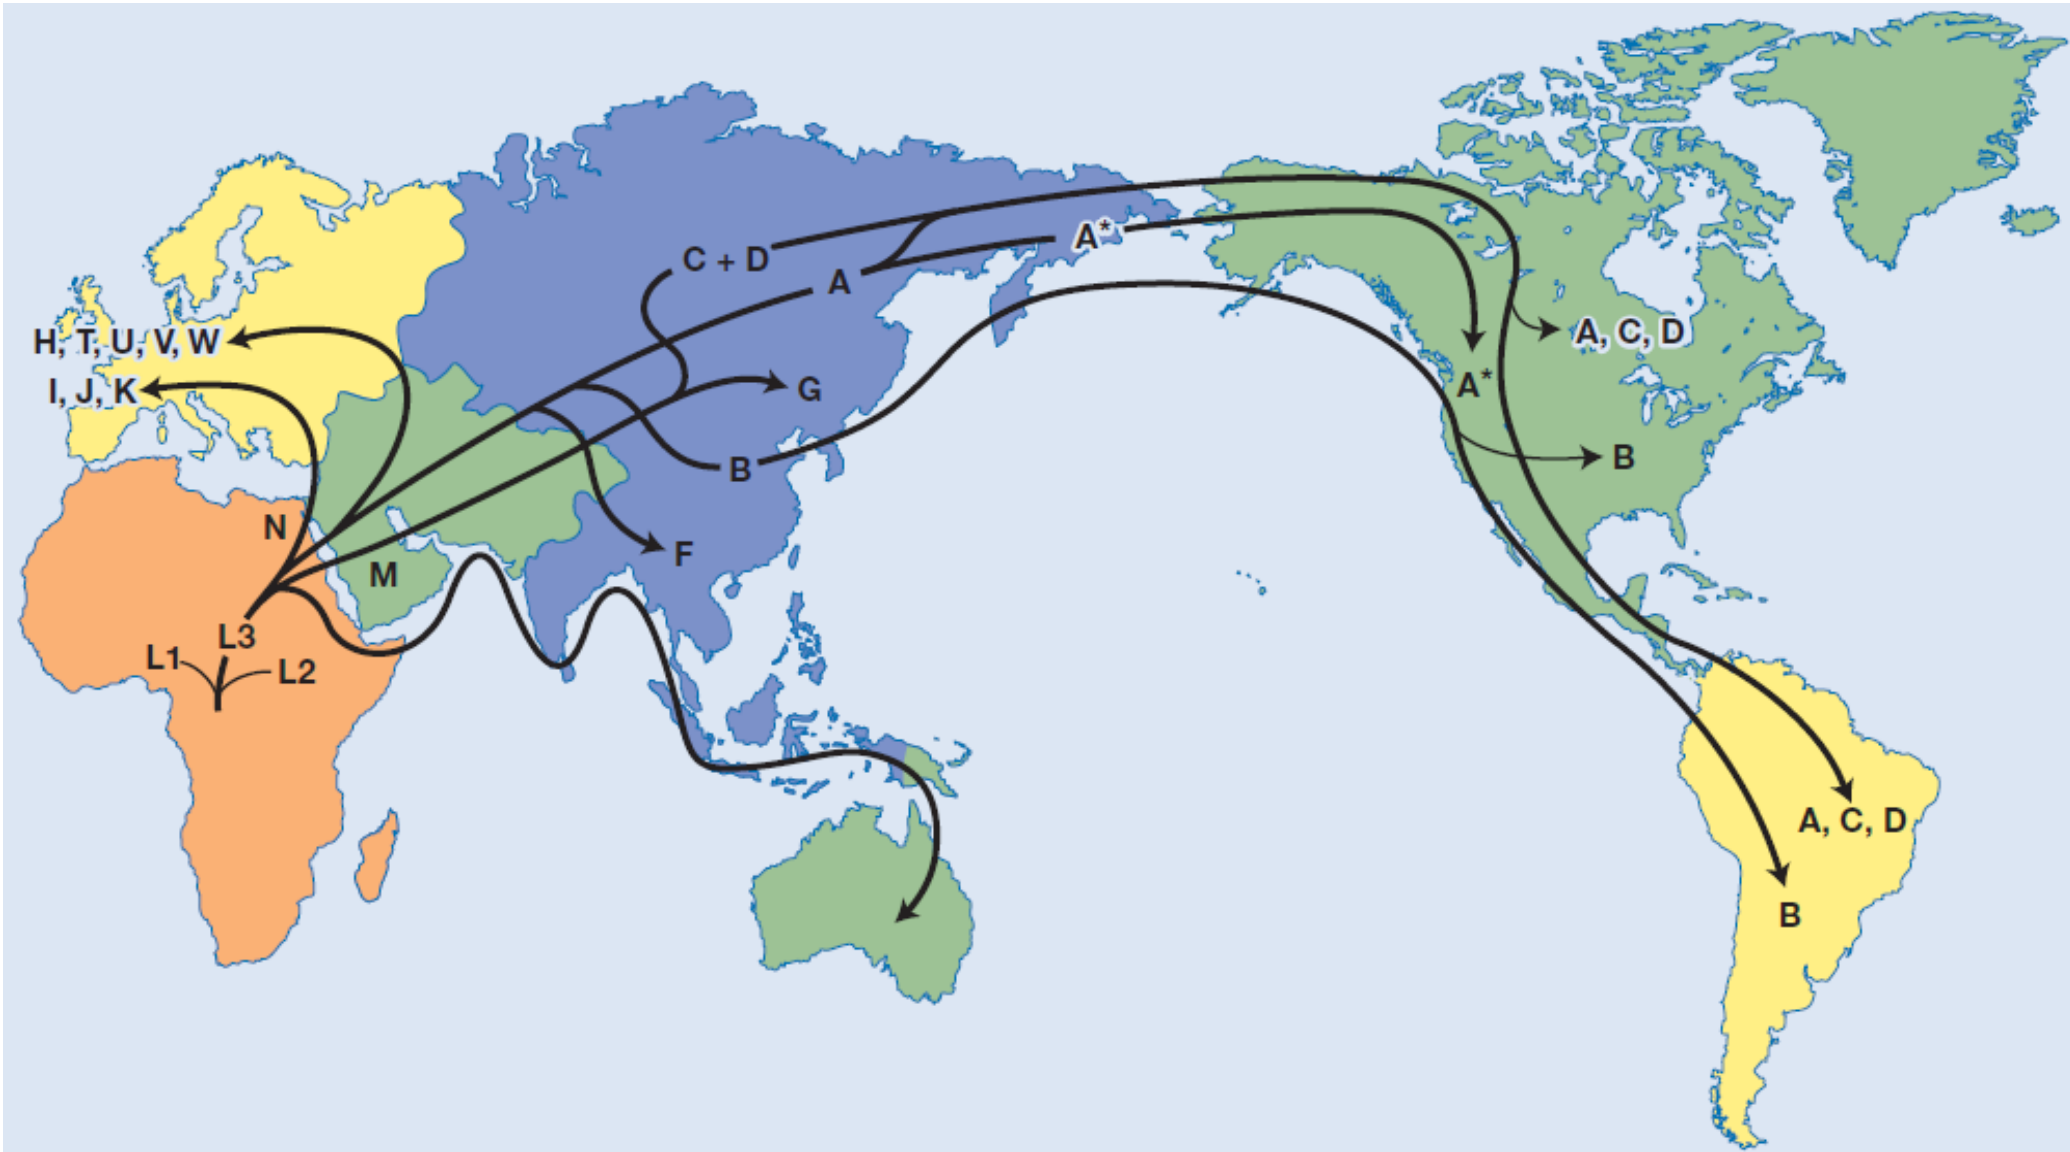 A*
C + D
A
H, T, U, V, W
A, C, D
I, J, K
A*
G
B
B
N
F
M
L3
L1
L2
A, C, D
B